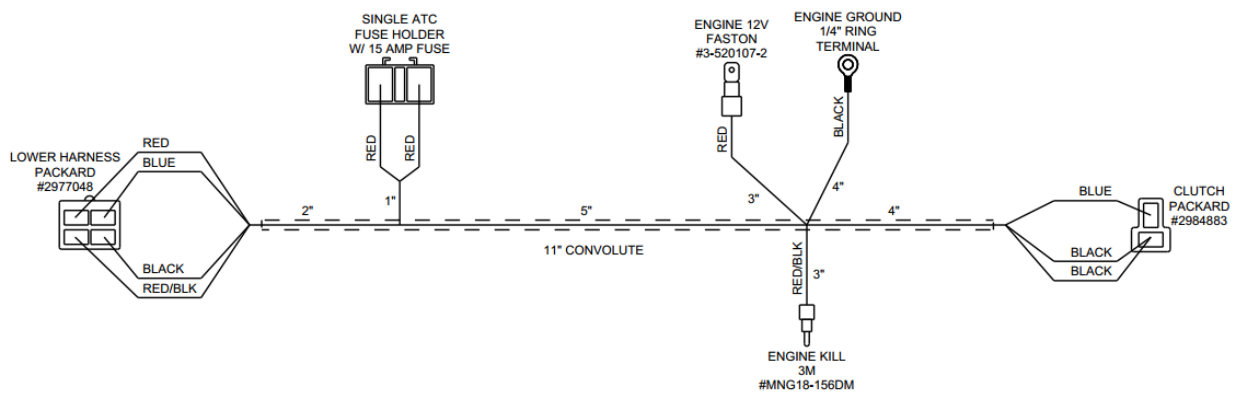 SINGLE ATC
FUSE HOLDER
W/ 15 AMP FUSE
ENGINE 12V
FASTON
#3-520107-2
ENGINE GROUND
1/4" RING
TERMINAL
RED
RED
RED
BLACK
LOWER HARNESS
PACKARD
#2977048
RED
BLUE
BLACK
RED/BLK
2"
1"
5"
3"
4"
4"
11" CONVOLUTE
RED/BLK
3"
BLUE
BLACK
BLACK
CLUTCH
PACKARD
#2984883
ENGINE KILL
3M
#MNG18-156DM